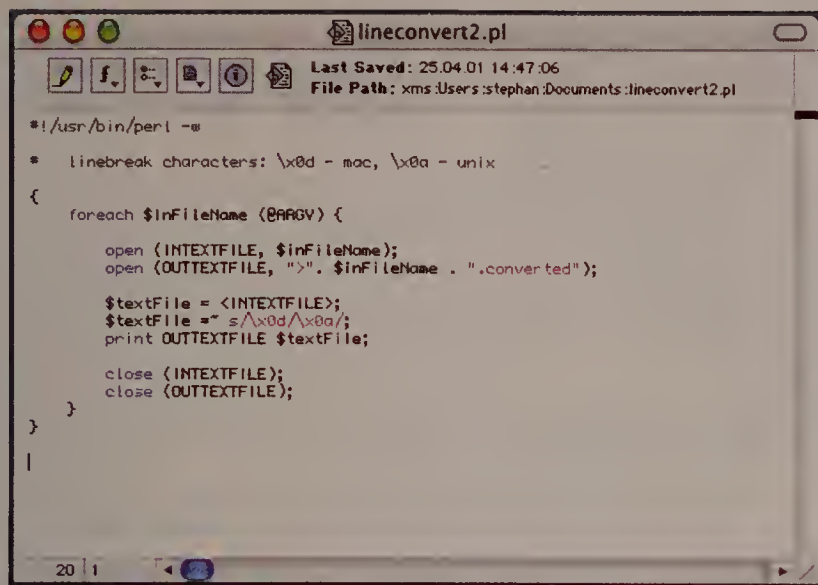 lineconvert2.pl
Last Saved: 25.04.01 14:47:06
File Path: xms:Users:stephan:Documents:lineconvert2.pl
#!/usr/bin/perl -w
#   linebreak characters: \x0d - mac, \x0a - unix
{
    foreach $inFileName (@ARGV) {
        open (INTEXTFILE, $inFileName);
        open (OUTTEXTFILE, ">". $inFileName . ".converted");
        $textFile = <INTEXTFILE>;
        $textFile =~ s/\x0d/\x0a/;
        print OUTTEXTFILE $textFile;
        close (INTEXTFILE);
        close (OUTTEXTFILE);
    }
}
20 1